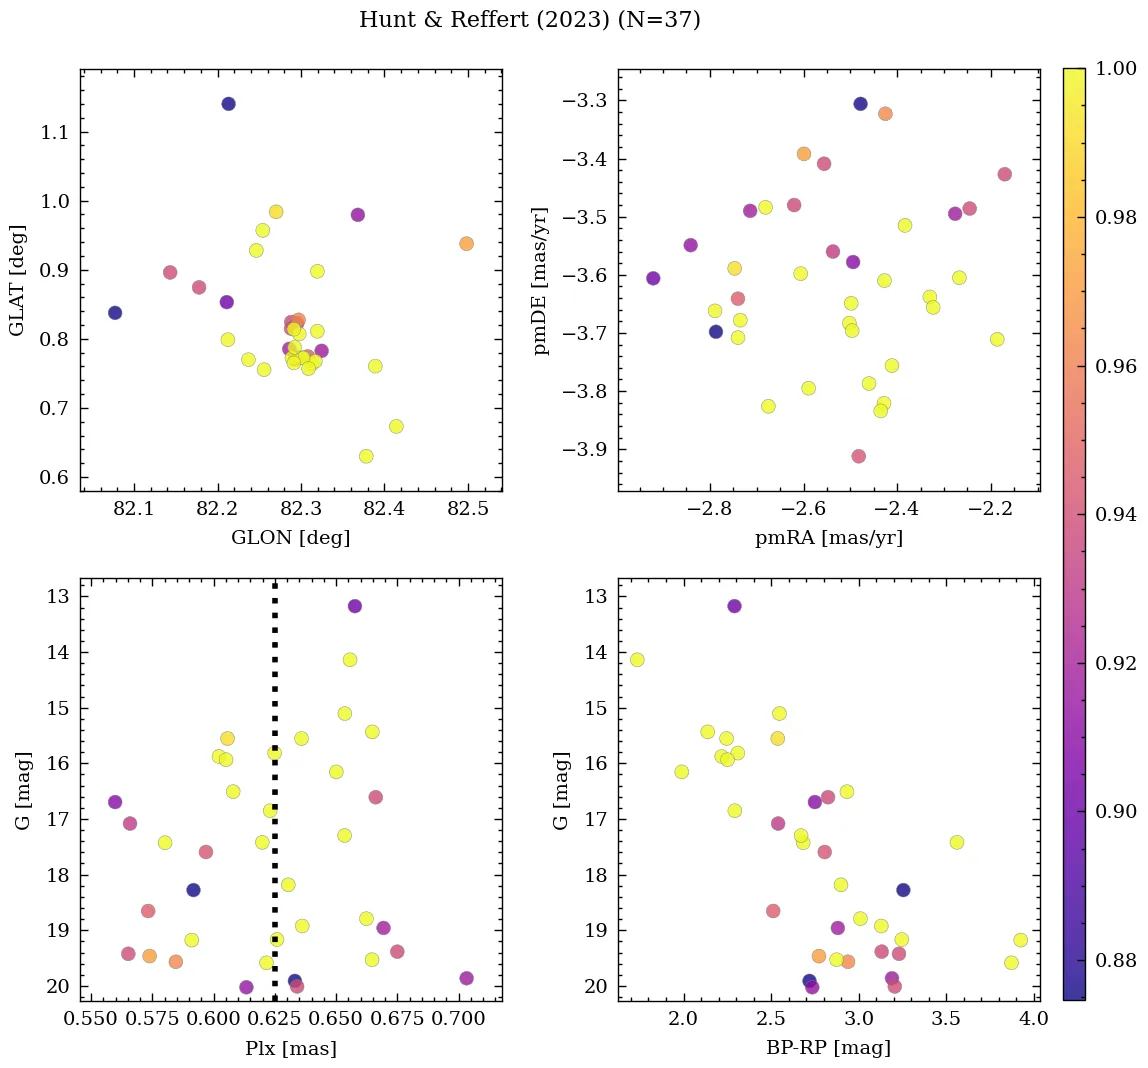 Hunt & Reffert (2023) (N=37)
1.1
1.0
0.9
0.8
0.7
0.6
GLAT [deg]
82.1 82.2 82.3 82.4 82.5
GLON [deg]
−3.3
−3.4
−3.5
−3.6
−3.7
−3.8
−3.9
pmDE [mas/yr]
−2.8 −2.6 −2.4 −2.2
pmRA [mas/yr]
13
14
15
16
17
18
19
20
G [mag]
0.550 0.575 0.600 0.625 0.650 0.675 0.700
Plx [mas]
13
14
15
16
17
18
19
20
G [mag]
2.0 2.5 3.0 3.5 4.0
BP-RP [mag]
1.00
0.98
0.96
0.94
0.92
0.90
0.88